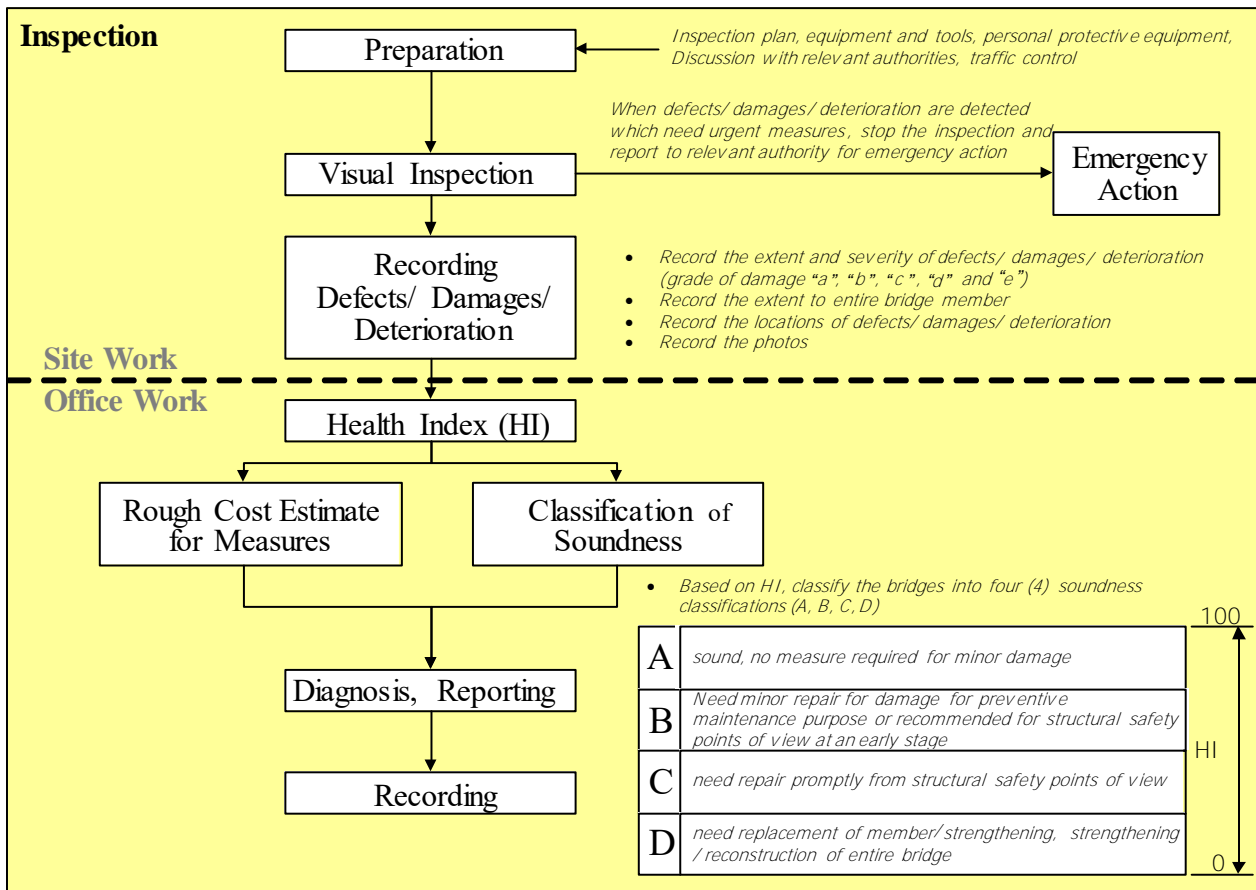 Inspection
Preparation
Inspection plan, equipment and tools, personal protective equipment,
Discussion with relevant authorities, traffic control
When defects/ damages/ deterioration are detected
which need urgent measures, stop the inspection and
report to relevant authority for emergency action
Visual Inspection
Emergency
Action
Recording
Defects/ Damages/
Deterioration
• Record the extent and severity of defects/ damages/ deterioration
(grade of damage “a”, “b”, “c”, “d” and “e”)
• Record the extent to entire bridge member
• Record the locations of defects/ damages/ deterioration
• Record the photos
Site Work
Office Work
Health Index (HI)
Rough Cost Estimate
for Measures
Classification of
Soundness
• Based on HI, classify the bridges into four (4) soundness
classifications (A, B, C, D)
100
A sound, no measure required for minor damage
Diagnosis, Reporting
B Need minor repair for damage for preventive
maintenance purpose or recommended for structural safety
points of view at an early stage
HI
C need repair promptly from structural safety points of view
Recording
D need replacement of member/ strengthening, strengthening
/ reconstruction of entire bridge
0